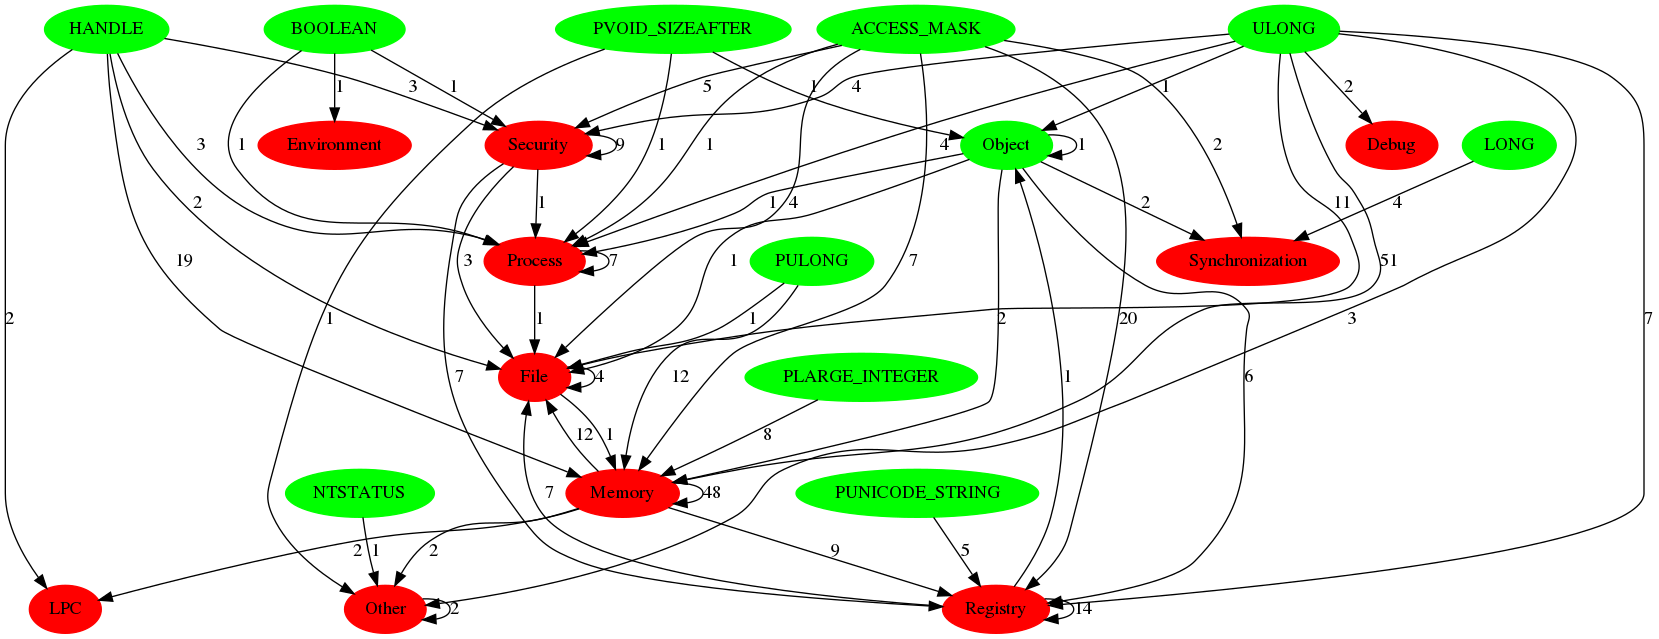 HANDLE BOOLEAN PVOID_SIZEAFTER ACCESS_MASK ULONG
1 3 1 5 1 4 1 2
Environment Security 9 Object 1 Debug LONG
1 3 1 1 4 2 4
2 1 1 4 2 11
19 Process 7 3 1 PULONG 7 Synchronization 51
2 1 1 1 2 20 3 7
File 4 7 12 PLARGE_INTEGER 1 6
12 1 8
NTSTATUS 7 Memory 48 PUNICODE_STRING
2 1 2 9 5
LPC Other 2 Registry 14